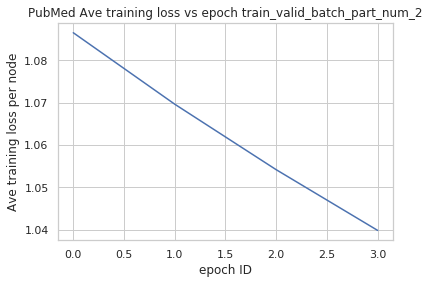 PubMed Ave training loss vs epoch train_valid_batch_part_num_2
Ave training loss per node
1.08
1.07
1.06
1.05
1.04
0.0 0.5 1.0 1.5 2.0 2.5 3.0
epoch ID